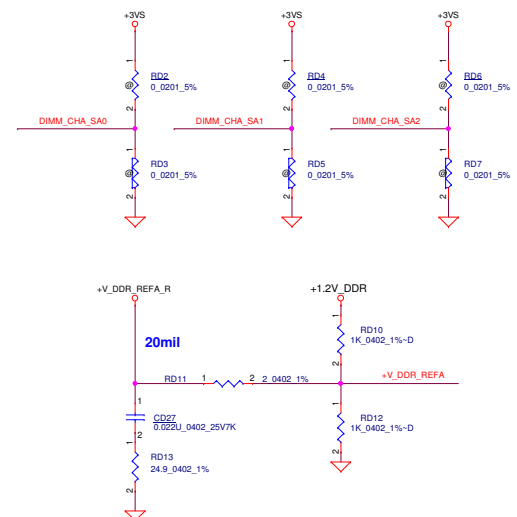 +3VS +3VS +3VS
1 1 1
RD2 RD4 RD6
@ 0_0201_5% @ 0_0201_5% @ 0_0201_5%
2 2 2
DIMM_CHA_SA0 DIMM_CHA_SA1 DIMM_CHA_SA2
1 1 1
RD3 RD5 RD7
@ 0_0201_5% @ 0_0201_5% @ 0_0201_5%
2 2 2
+V_DDR_REFA_R +1.2V_DDR
1
RD10
20mil 1K_0402_1%~D
2
RD11 1 2 2_0402_1% +V_DDR_REFA
1 1
CD27 RD12
0.022U_0402_25V7K 1K_0402_1%~D
2 2
1
RD13
24.9_0402_1%
2